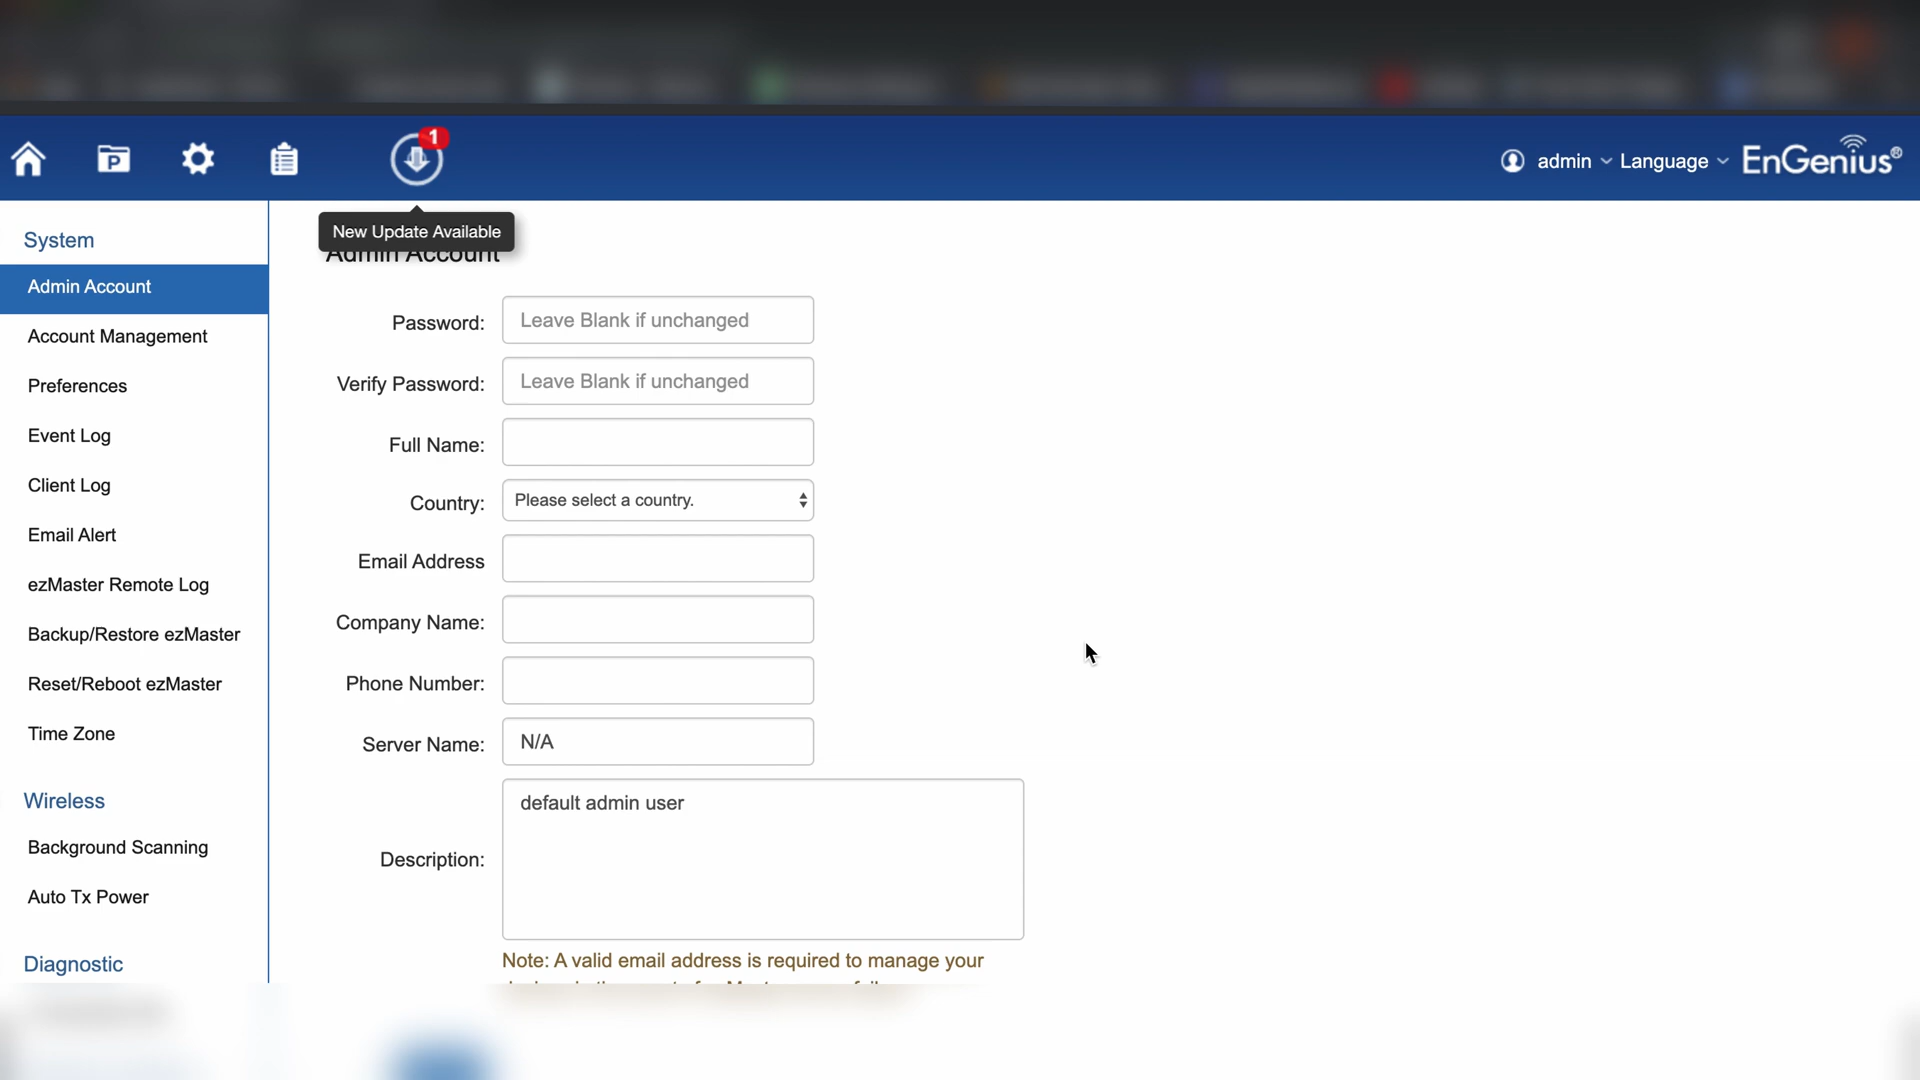 1
admin Language EnGenius®
New Update Available
System
Admin Account
Account Management
Preferences
Event Log
Client Log
Email Alert
ezMaster Remote Log
Backup/Restore ezMaster
Reset/Reboot ezMaster
Time Zone
Wireless
Background Scanning
Auto Tx Power
Diagnostic
Admin Account
Password: Leave Blank if unchanged
Verify Password: Leave Blank if unchanged
Full Name:
Country: Please select a country.
Email Address
Company Name:
Phone Number:
Server Name: N/A
Description: default admin user
Note: A valid email address is required to manage your